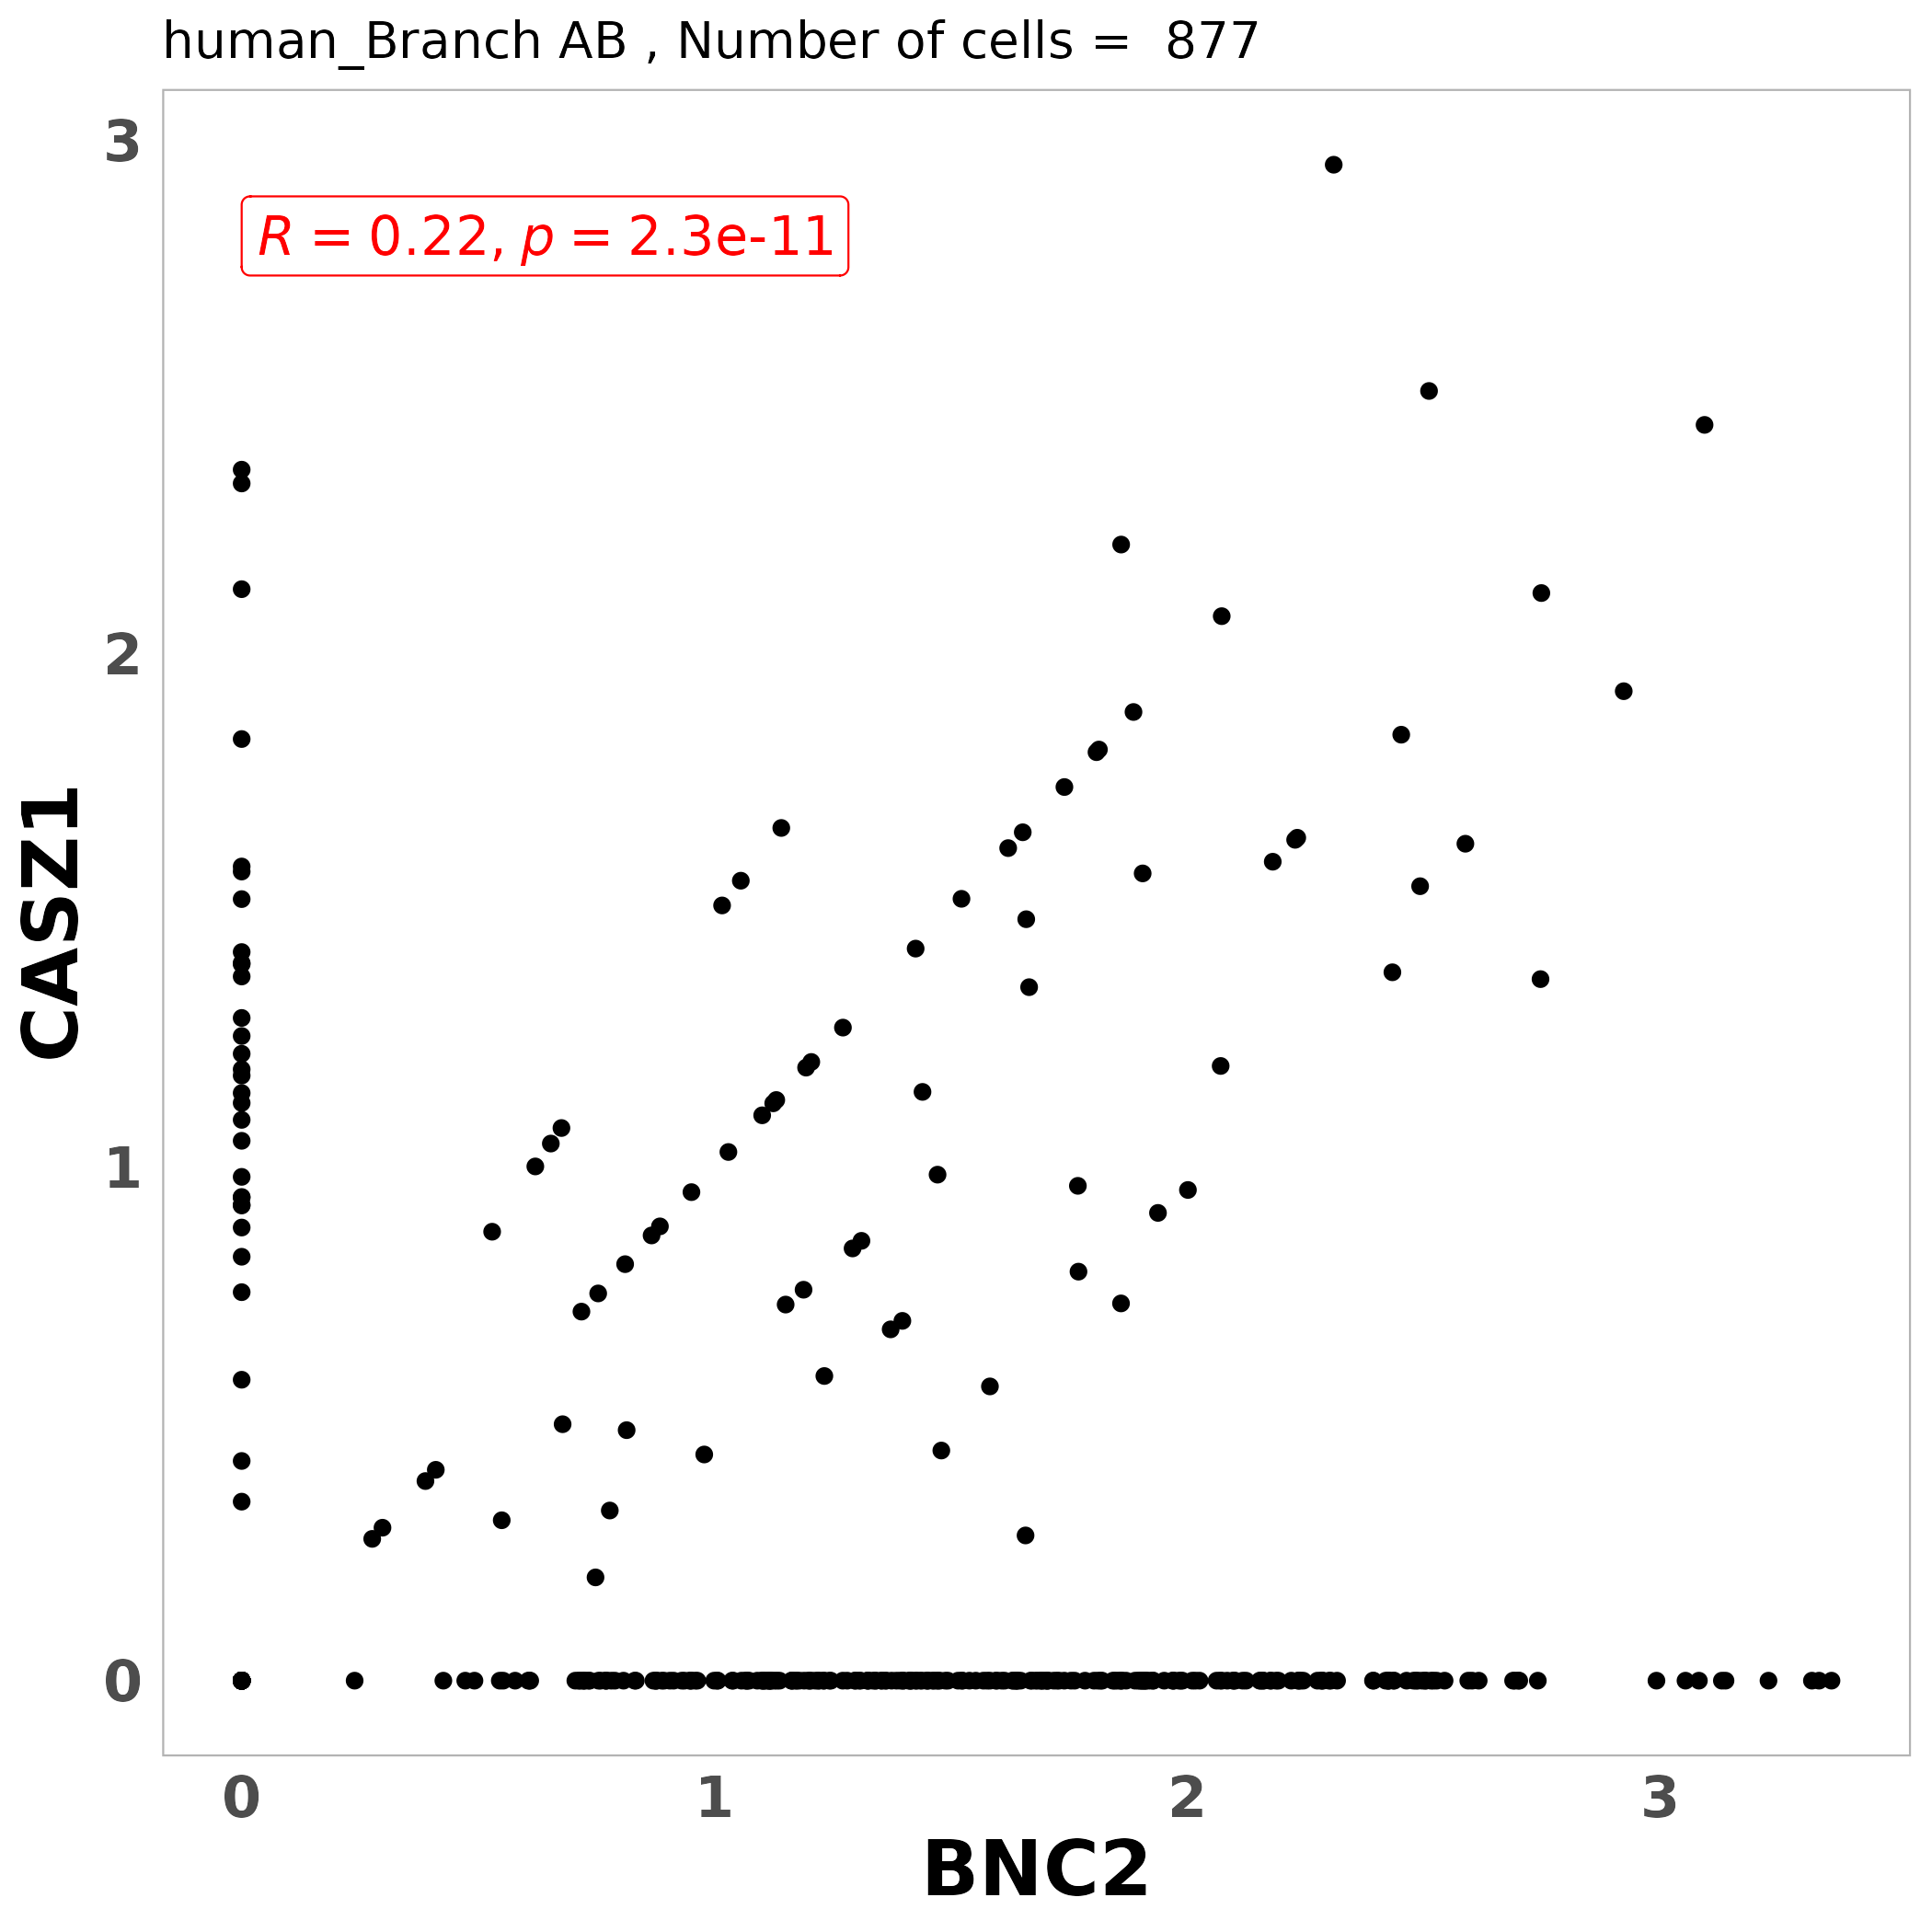 human_Branch AB , Number of cells =  877
3
R = 0.22, p = 2.3e-11
2
CASZ1
1
0
0 1 2 3
BNC2